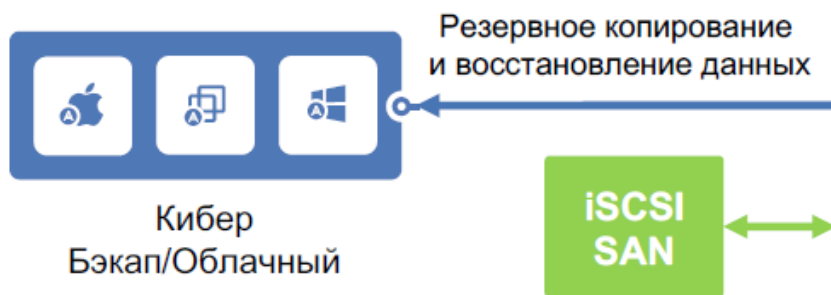 Резервное копирование
и восстановление данных
A
A
A
Кибер
Бэкап/Облачный
iSCSI
SAN